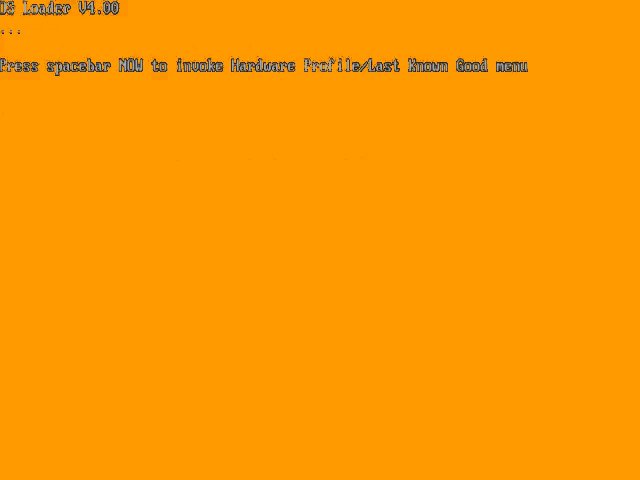 OS Loader V4.00
...
Press spacebar NOW to invoke Hardware Profile/Last Known Good menu